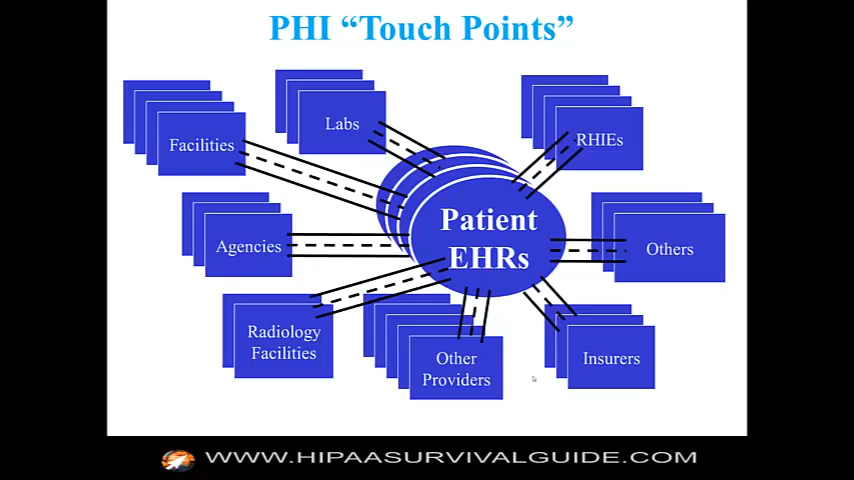 PHI “Touch Points”
Labs
RHIEs
Facilities
Patient
EHRs
Agencies
Others
Radiology
Facilities
Other
Providers
Insurers
WWW.HIPAASURVIVALGUIDE.COM